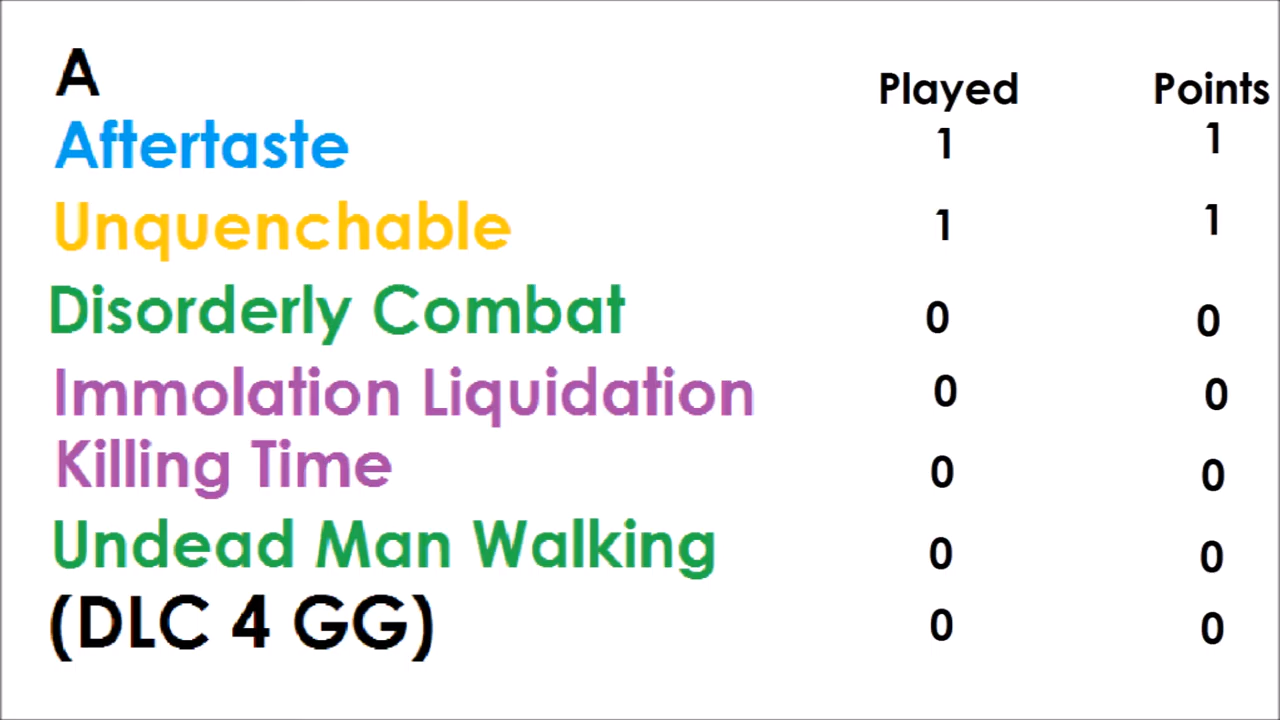 A Played Points
Aftertaste 1 1
Unquenchable 1 1
Disorderly Combat 0 0
Immolation Liquidation 0 0
Killing Time 0 0
Undead Man Walking 0 0
(DLC 4 GG) 0 0